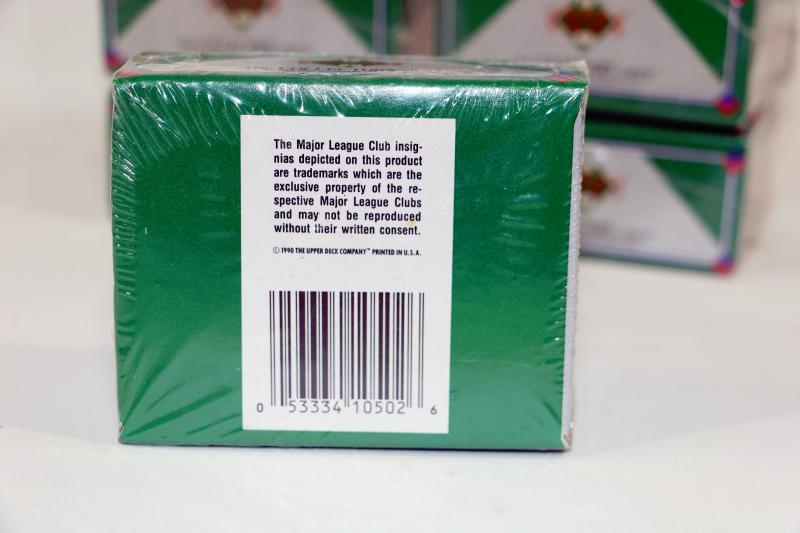 The Major League Club insig-
nias depicted on this product
are trademarks which are the
exclusive property of the re-
spective Major League Clubs
and may not be reproduced
without their written consent.
© 1990 THE UPPER DECK COMPANY™ PRINTED IN U.S.A.
0 53334 10502 6